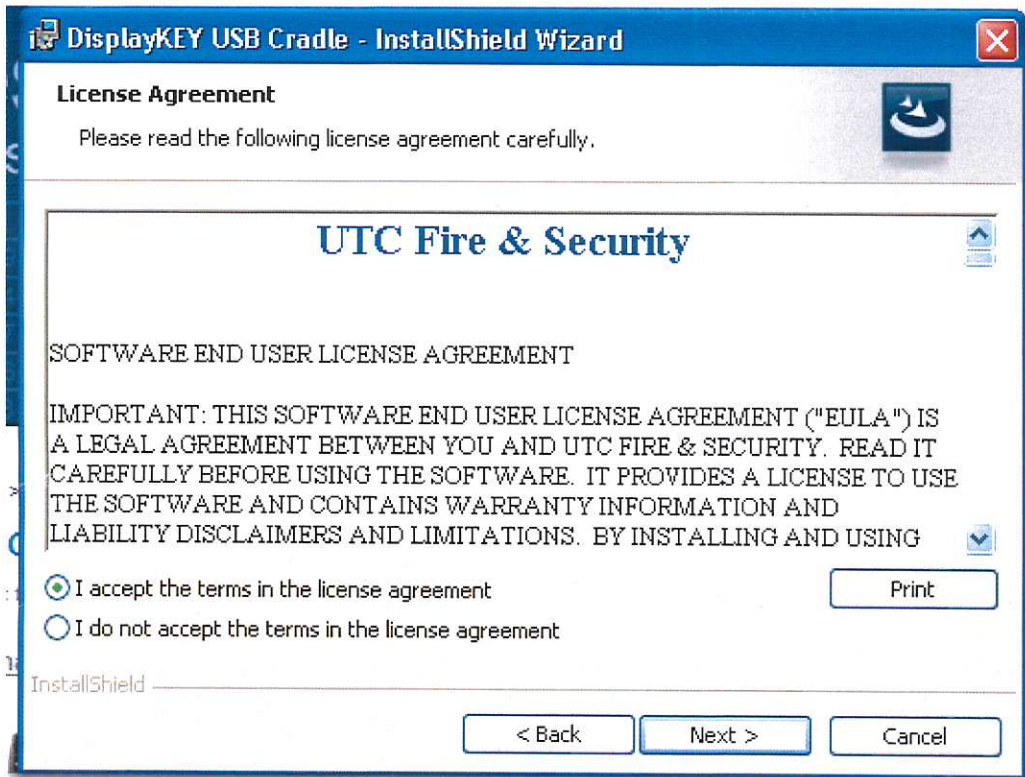 DisplayKEY USB Cradle - InstallShield Wizard
License Agreement
Please read the following license agreement carefully.
UTC Fire & Security
SOFTWARE END USER LICENSE AGREEMENT
IMPORTANT: THIS SOFTWARE END USER LICENSE AGREEMENT ("EULA") IS
A LEGAL AGREEMENT BETWEEN YOU AND UTC FIRE & SECURITY. READ IT
CAREFULLY BEFORE USING THE SOFTWARE. IT PROVIDES A LICENSE TO USE
THE SOFTWARE AND CONTAINS WARRANTY INFORMATION AND
LIABILITY DISCLAIMERS AND LIMITATIONS. BY INSTALLING AND USING
I accept the terms in the license agreement
Print
I do not accept the terms in the license agreement
InstallShield
< Back
Next >
Cancel